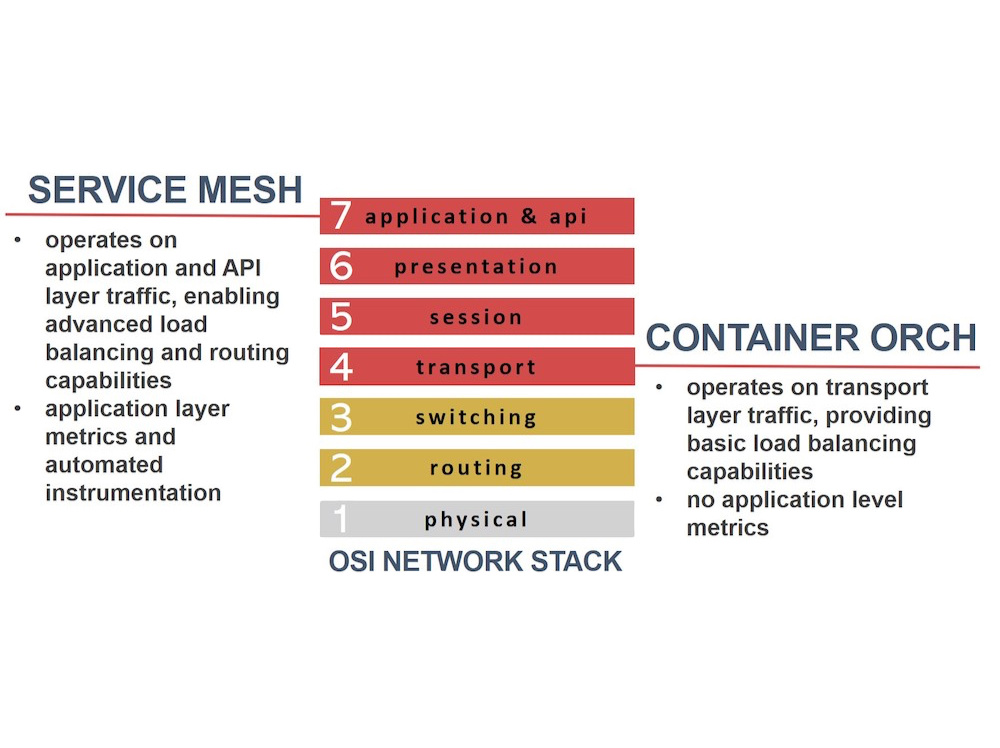 SERVICE MESH
• operates on
application and API
layer traffic, enabling
advanced load
balancing and routing
capabilities
• application layer
metrics and
automated
instrumentation
7 application & api
6 presentation
5 session
4 transport
3 switching
2 routing
1 physical
OSI NETWORK STACK
CONTAINER ORCH
• operates on transport
layer traffic, providing
basic load balancing
capabilities
• no application level
metrics